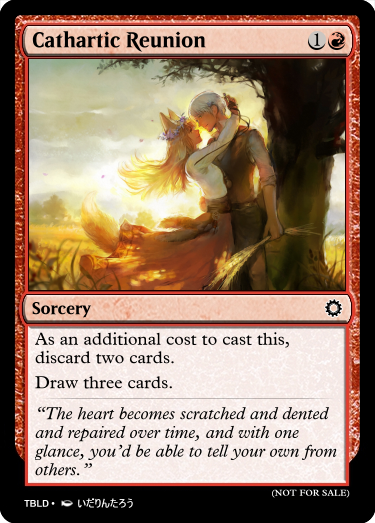 Cathartic Reunion 1
Sorcery
As an additional cost to cast this,
discard two cards.
Draw three cards.
“The heart becomes scratched and dented
and repaired over time, and with one
glance, you’d be able to tell your own from
others.”
(NOT FOR SALE)
TBLD • いだりんたろう